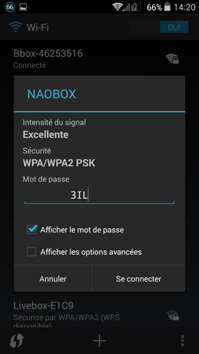 66 66% 14:20
Wi-Fi OUI
Bbox-46253516
Connecté
NAOBOX
Intensité du signal
Excellente
Sécurité
WPA/WPA2 PSK
Mot de passe
3IL
Afficher le mot de passe
Afficher les options avancées
Annuler Se connecter
Livebox-E1C9
Sécurisé par WPA/WPA2 (WPS
disponible)